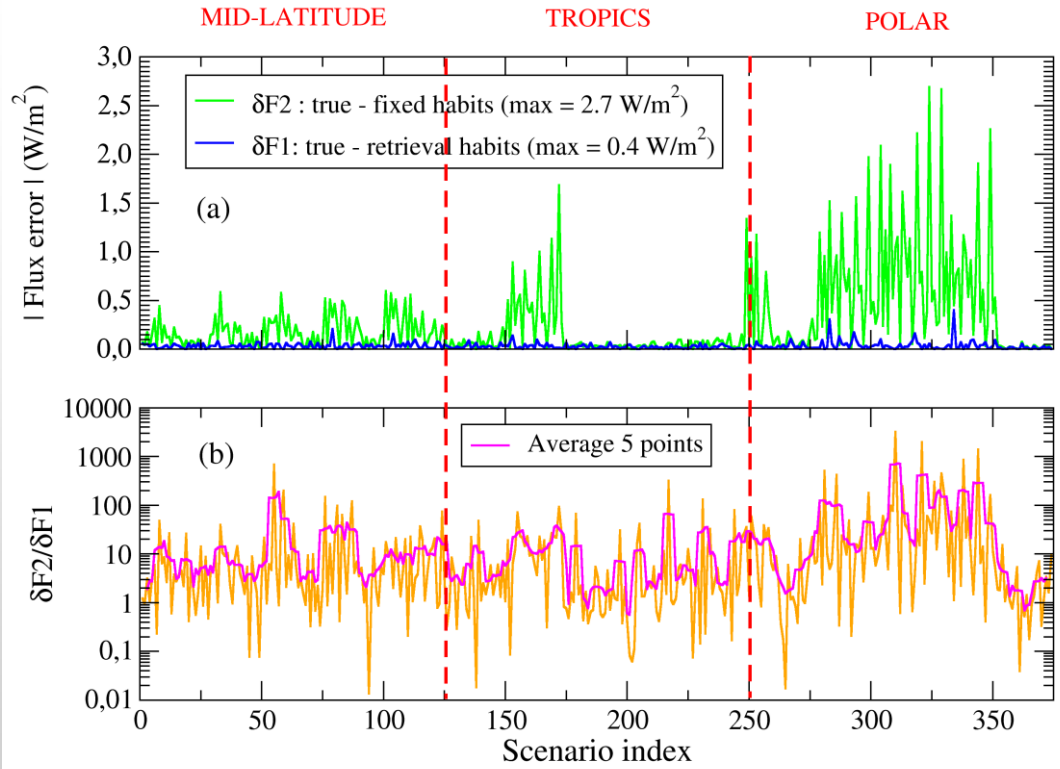 MID-LATITUDE TROPICS POLAR
3,0
2,5
2,0
1,5
1,0
0,5
0,0
| Flux error | (W/m²)
δF2 : true - fixed habits (max = 2.7 W/m²)
δF1: true - retrieval habits (max = 0.4 W/m²)
(a)
10000
1000
100
10
1
0,1
0,01
δF2/δF1
(b)
Average 5 points
0 50 100 150 200 250 300 350
Scenario index